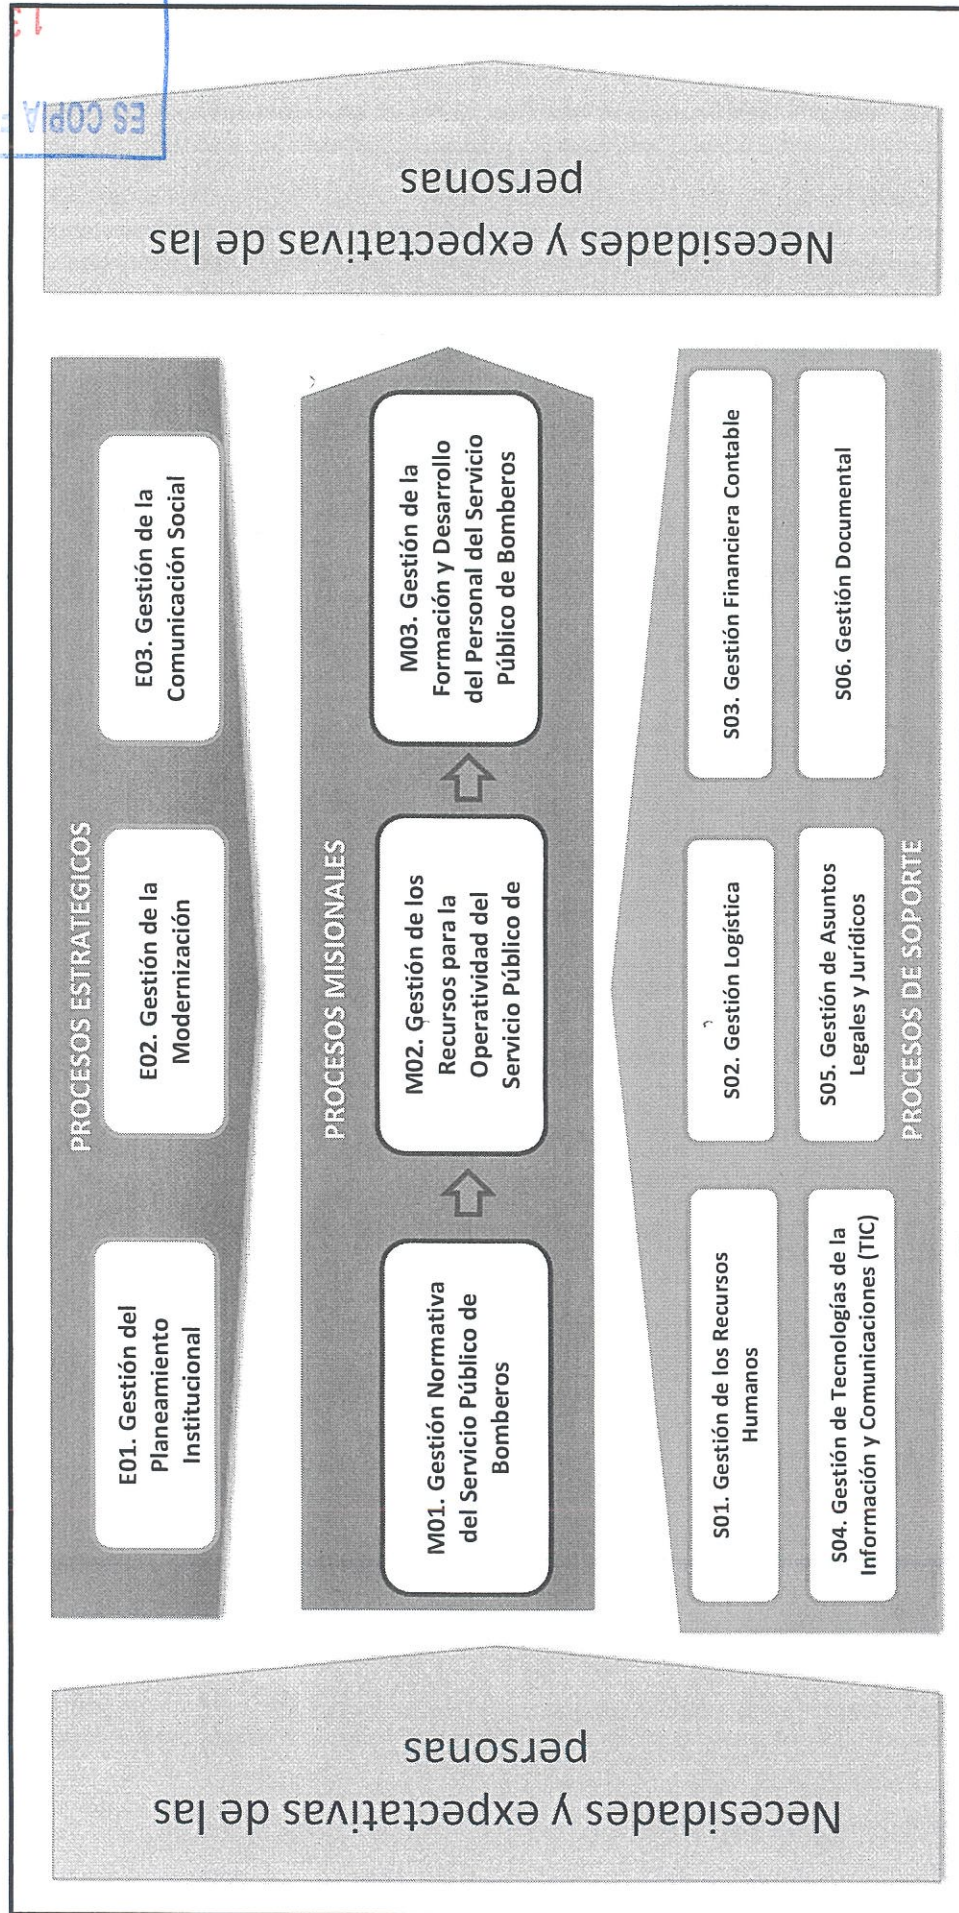 Necesidades y expectativas de las
personas
PROCESOS ESTRATEGICOS
E01. Gestión del
Planeamiento
Institucional
E02. Gestión de la
Modernización
E03. Gestión de la
Comunicación Social
PROCESOS MISIONALES
M01. Gestión Normativa
del Servicio Público de
Bomberos
M02. Gestión de los
Recursos para la
Operatividad del
Servicio Público de
M03. Gestión de la
Formación y Desarrollo
del Personal del Servicio
Público de Bomberos
S01. Gestión de los Recursos
Humanos
S02. Gestión Logística
S03. Gestión Financiera Contable
S04. Gestión de Tecnologías de la
Información y Comunicaciones (TIC)
S05. Gestión de Asuntos
Legales y Jurídicos
S06. Gestión Documental
PROCESOS DE SOPORTE
Necesidades y expectativas de las
personas
ES COPIA